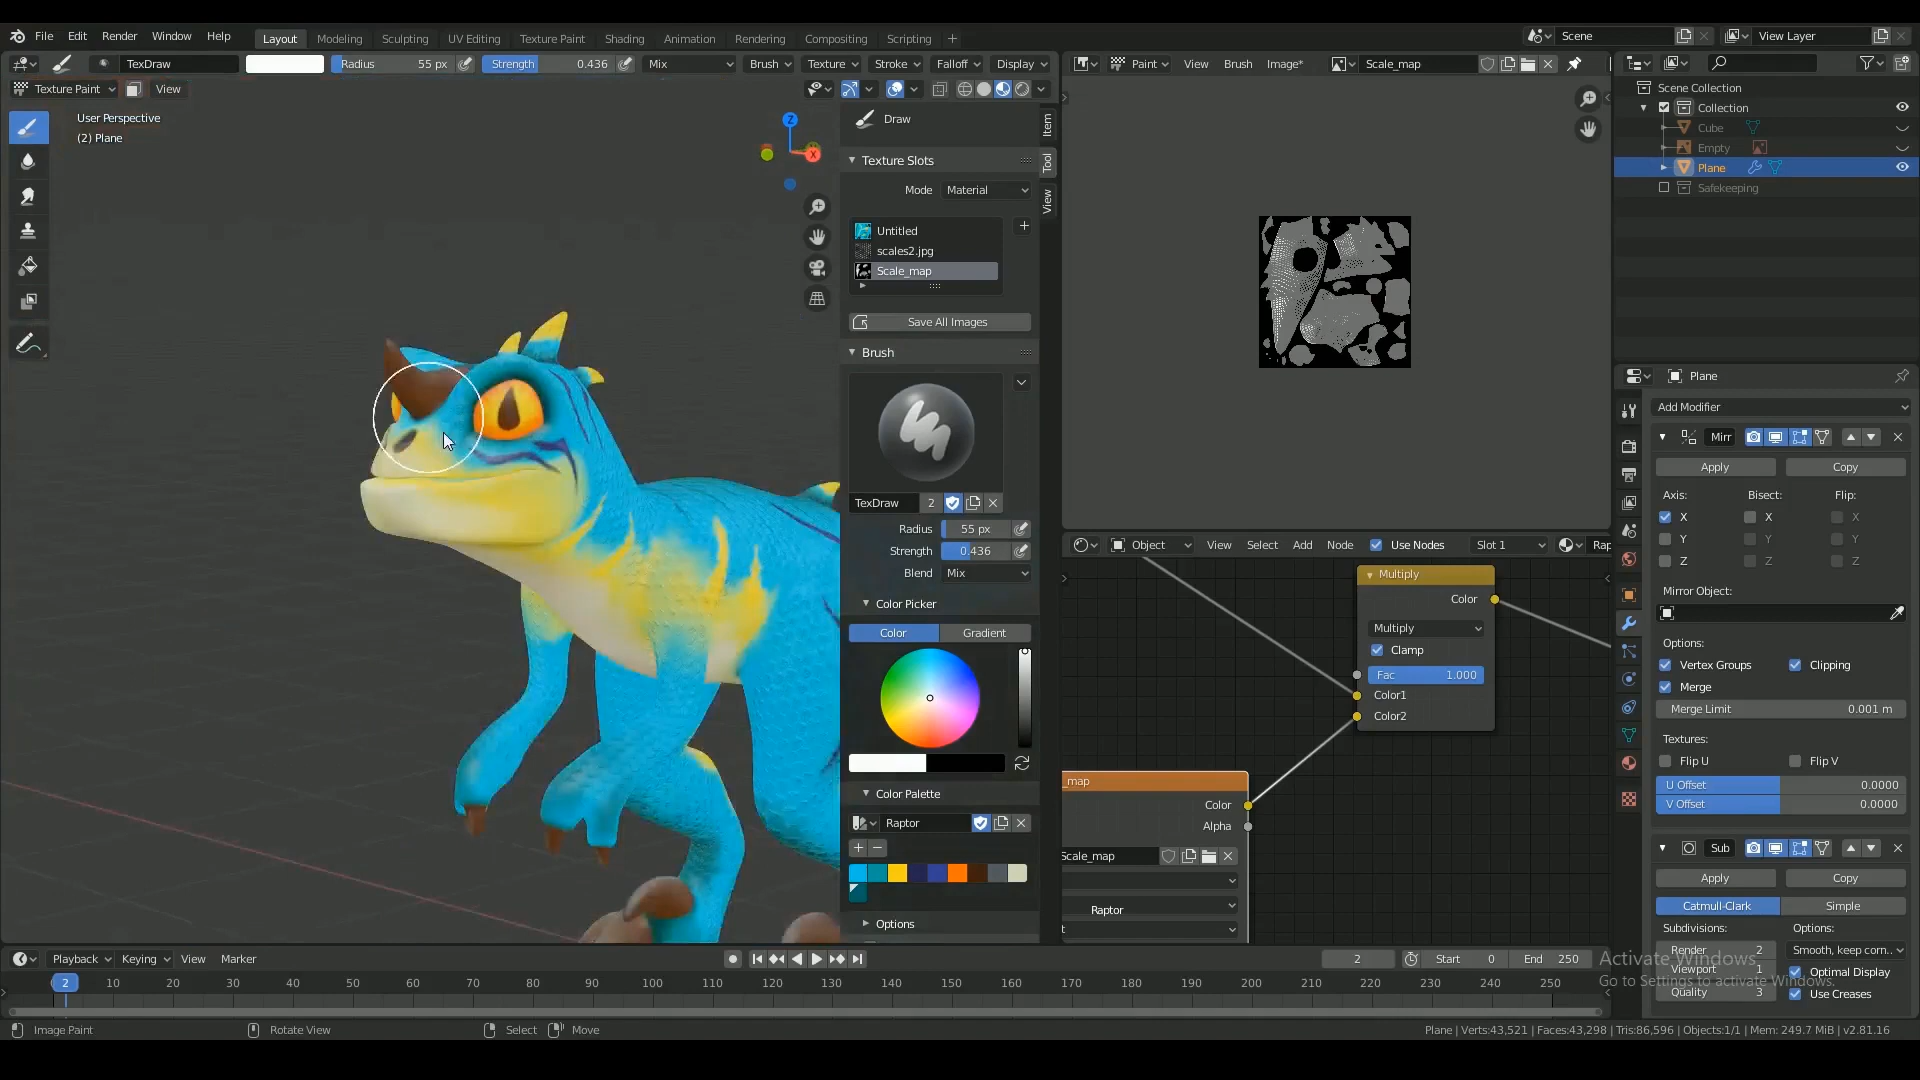 File Edit Render Window Help Layout Modeling Sculpting UV Editing Texture Paint Shading Animation Rendering Compositing Scripting + Scene View Layer
TexDraw Radius 55 px Strength 0.436 Mix Brush Texture Stroke Falloff Display Paint View Brush Image* Scale_map
Texture Paint View
User Perspective
(2) Plane
Z
X
Draw
Texture Slots
Mode Material
Untitled
scales2.jpg
Scale_map
Save All Images
Brush
TexDraw 2
Radius 55 px
Strength 0.436
Blend Mix
Color Picker
Color Gradient
Color Palette
Raptor
Options
Item
Tool
View
Object View Select Add Node Use Nodes Slot 1 Rap
Multiply
Color
Multiply
Clamp
Fac 1.000
Color1
Color2
_map
Color
Alpha
Scale_map
Raptor
t
Scene Collection
Collection
Cube
Empty
Plane
Safekeeping
Plane
Add Modifier
Mirr
Apply Copy
Axis: Bisect: Flip:
X X X
Y Y Y
Z Z Z
Mirror Object:
Options:
Vertex Groups Clipping
Merge
Merge Limit 0.001 m
Textures:
Flip U Flip V
U Offset 0.0000
V Offset 0.0000
Sub
Apply Copy
Catmull-Clark Simple
Subdivisions: Options:
Render 2 Smooth, keep corn..
Viewport 1 Optimal Display
Quality 3 Use Creases
Activate Windows
Go to Settings to activate Windows.
Playback Keying View Marker 2 Start 0 End 250
2 10 20 30 40 50 60 70 80 90 100 110 120 130 140 150 160 170 180 190 200 210 220 230 240 250
Image Paint Rotate View Select Move Plane | Verts:43,521 | Faces:43,298 | Tris:86,596 | Objects:1/1 | Mem: 249.7 MiB | v2.81.16